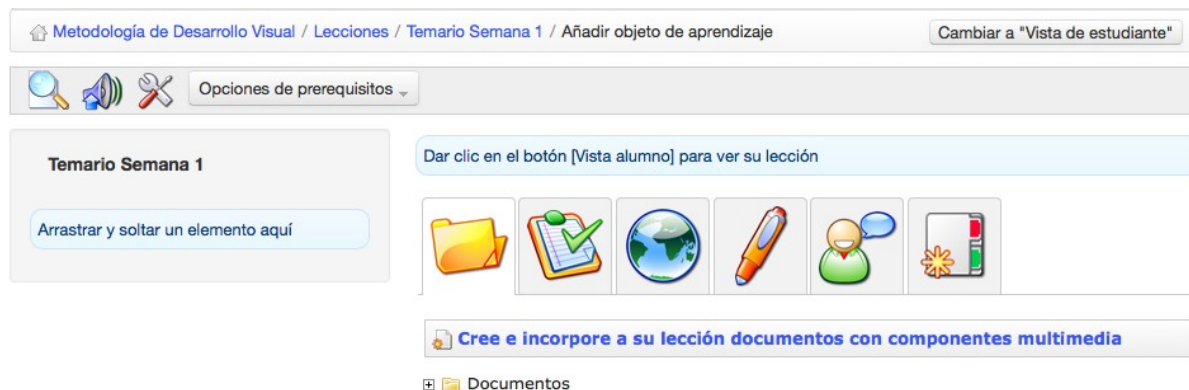 Metodología de Desarrollo Visual / Lecciones / Temario Semana 1 / Añadir objeto de aprendizaje
Cambiar a "Vista de estudiante"
Opciones de prerequisitos
Temario Semana 1
Arrastrar y soltar un elemento aquí
Dar clic en el botón [Vista alumno] para ver su lección
Cree e incorpore a su lección documentos con componentes multimedia
Documentos